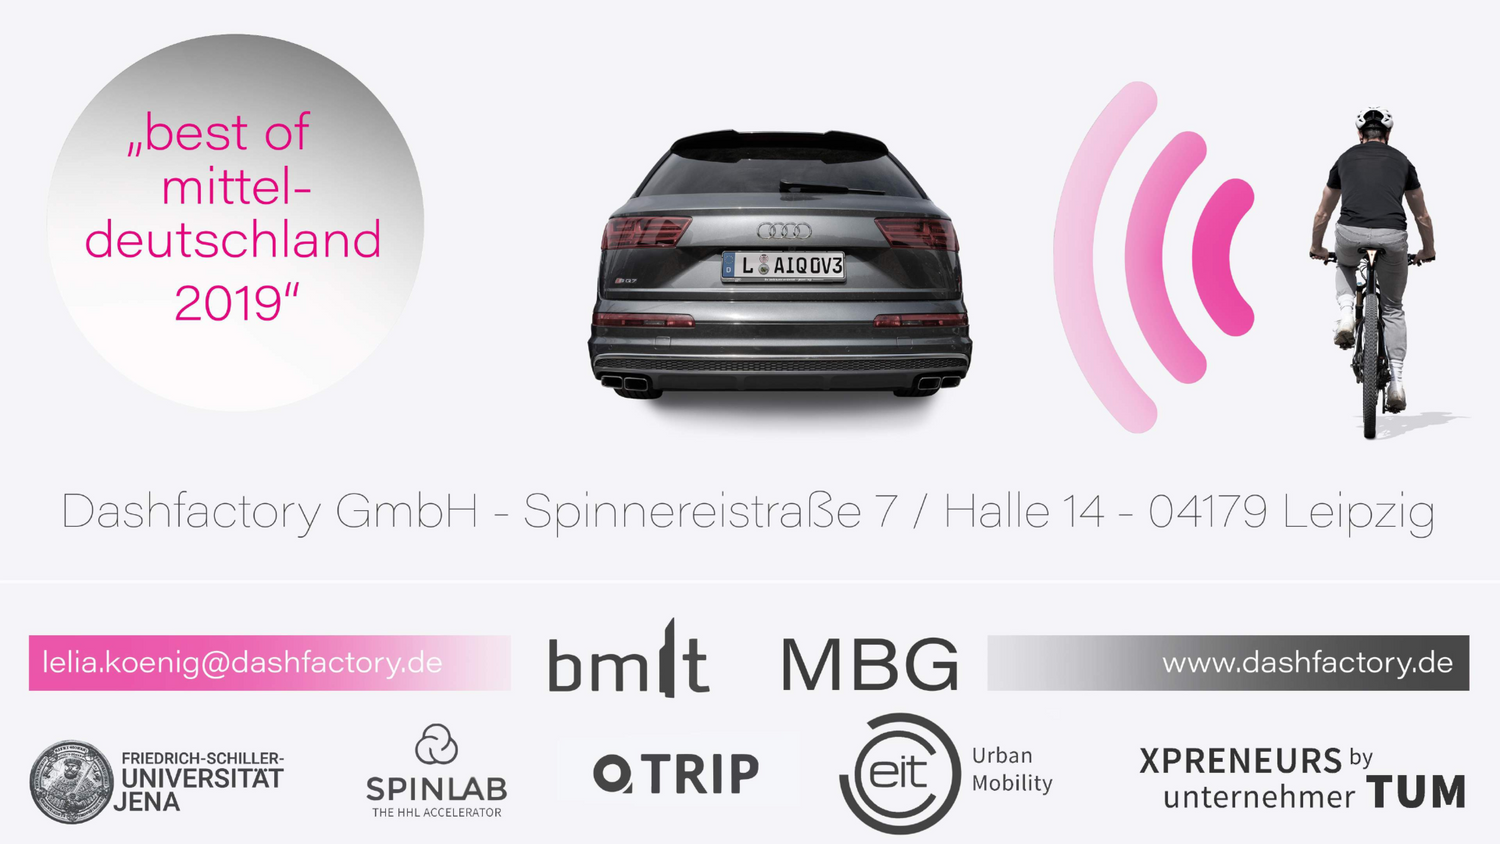 „best of
mittel-
deutschland
2019“
L AIQOV3
Dashfactory GmbH - Spinnereistraße 7 / Halle 14 - 04179 Leipzig
lelia.koenig@dashfactory.de
bmlt
MBG
www.dashfactory.de
FRIEDRICH-SCHILLER-
UNIVERSITÄT
JENA
SPINLAB
THE HHL ACCELERATOR
TRIP
eit
Urban
Mobility
XPRENEURS by
unternehmer TUM